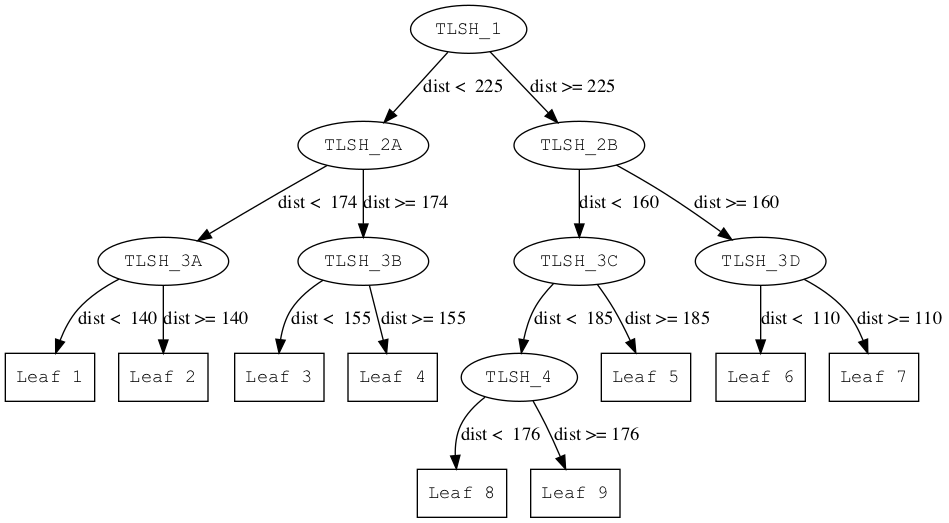 TLSH_1
dist < 225
dist >= 225
TLSH_2A
TLSH_2B
dist < 174
dist >= 174
dist < 160
dist >= 160
TLSH_3A
TLSH_3B
TLSH_3C
TLSH_3D
dist < 140
dist >= 140
dist < 155
dist >= 155
dist < 185
dist >= 185
dist < 110
dist >= 110
Leaf 1
Leaf 2
Leaf 3
Leaf 4
TLSH_4
Leaf 5
Leaf 6
Leaf 7
dist < 176
dist >= 176
Leaf 8
Leaf 9